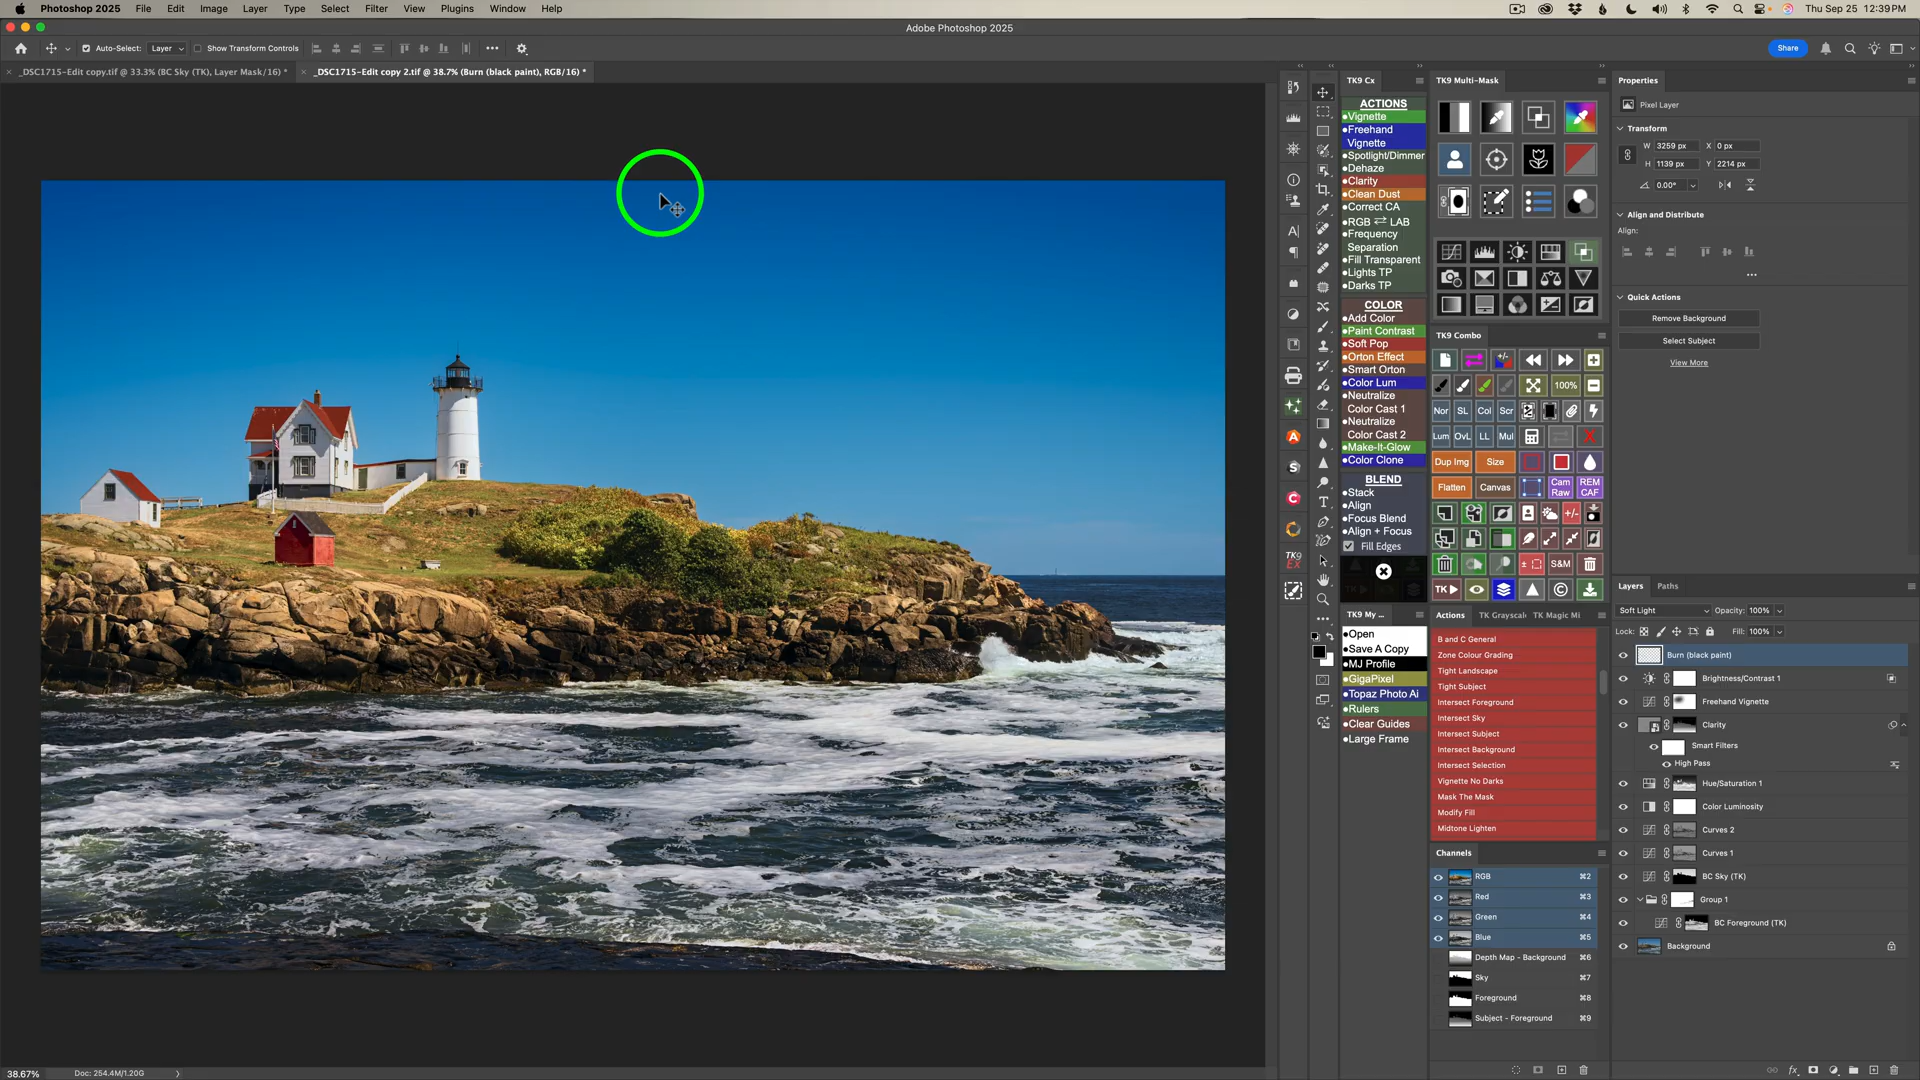 Photoshop 2025 File Edit Image Layer Type Select Filter View Plugins Window Help
Thu Sep 25 12:39 PM
Adobe Photoshop 2025
Auto-Select: Layer Show Transform Controls
Share
_DSC1715-Edit copy.tif @ 33.3% (BC Sky (TK), Layer Mask/16) *
_DSC1715-Edit copy 2.tif @ 38.7% (Burn (black paint), RGB/16) *
TK9 Cx
ACTIONS
Vignette
Freehand
Vignette
Spotlight/Dimmer
Dehaze
Clarity
Clean Dust
Correct CA
RGB ⇄ LAB
Frequency
Separation
Fill Transparent
Lights TP
Darks TP
COLOR
Add Color
Paint Contrast
Soft Pop
Orton Effect
Smart Orton
Color Lum
Neutralize
Color Cast 1
Neutralize
Color Cast 2
Make-It-Glow
Color Clone
BLEND
Stack
Align
Focus Blend
Align + Focus
Fill Edges
TK9 My ...
Open
Save A Copy
MJ Profile
GigaPixel
Topaz Photo Ai
Rulers
Clear Guides
Large Frame
TK9
EX
TK9 Multi-Mask
TK9 Combo
100%
Nor SL Col Scr
Lum OvL LL Mul
Dup Img Size
Flatten Canvas Cam Raw REM CAF
+/-
S&M
TK
Actions TK Grayscal TK Magic Mi
B and C General
Zone Colour Grading
Tight Landscape
Tight Subject
Intersect Foreground
Intersect Sky
Intersect Subject
Intersect Background
Intersect Selection
Vignette No Darks
Mask The Mask
Modify Fill
Midtone Lighten
Channels
RGB ⌘2
Red ⌘3
Green ⌘4
Blue ⌘5
Depth Map - Background ⌘6
Sky ⌘7
Foreground ⌘8
Subject - Foreground ⌘9
Properties
Pixel Layer
Transform
W 3259 px X 0 px
H 1139 px Y 2214 px
0.00°
Align and Distribute
Align:
Quick Actions
Remove Background
Select Subject
View More
Layers Paths
Soft Light Opacity: 100%
Lock: Fill: 100%
Burn (black paint)
Brightness/Contrast 1
Freehand Vignette
Clarity
Smart Filters
High Pass
Hue/Saturation 1
Color Luminosity
Curves 2
Curves 1
BC Sky (TK)
Group 1
BC Foreground (TK)
Background
38.67% Doc: 254.4M/1.20G